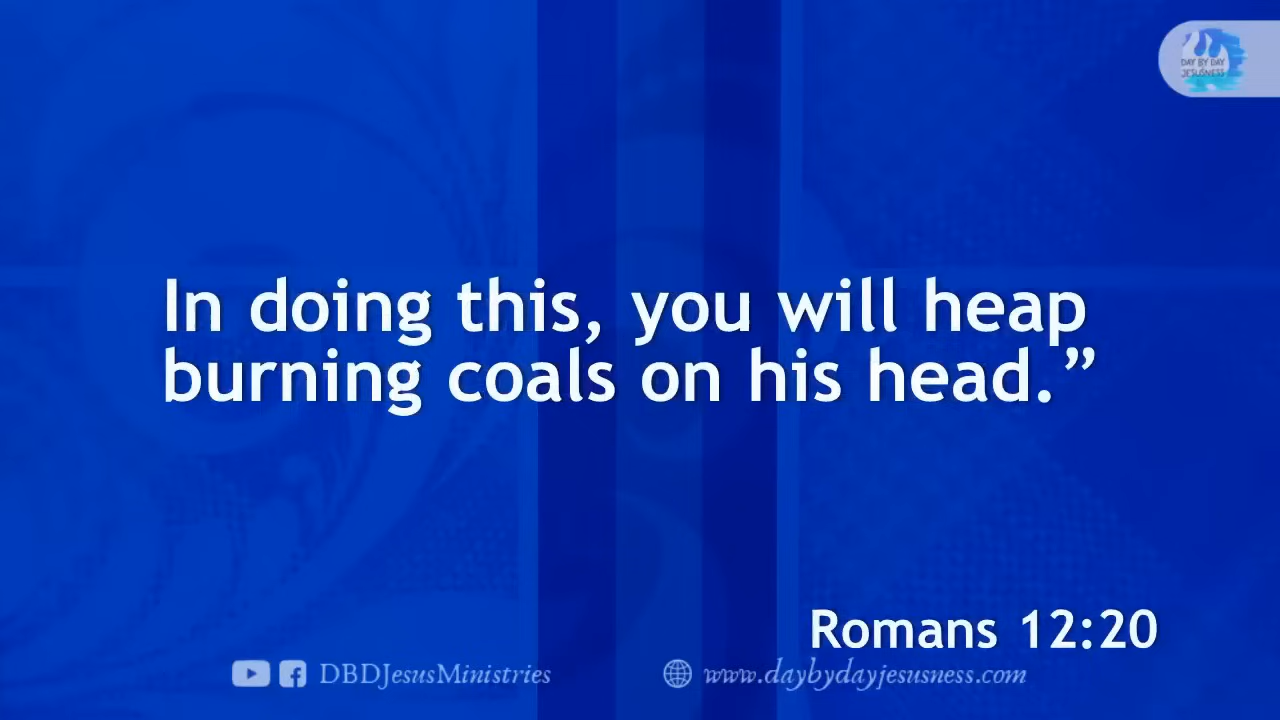 DAY BY DAY
JESUSNESS
In doing this, you will heap
burning coals on his head.”
Romans 12:20
DBDJesusMinistries
www.daybydayjesusness.com